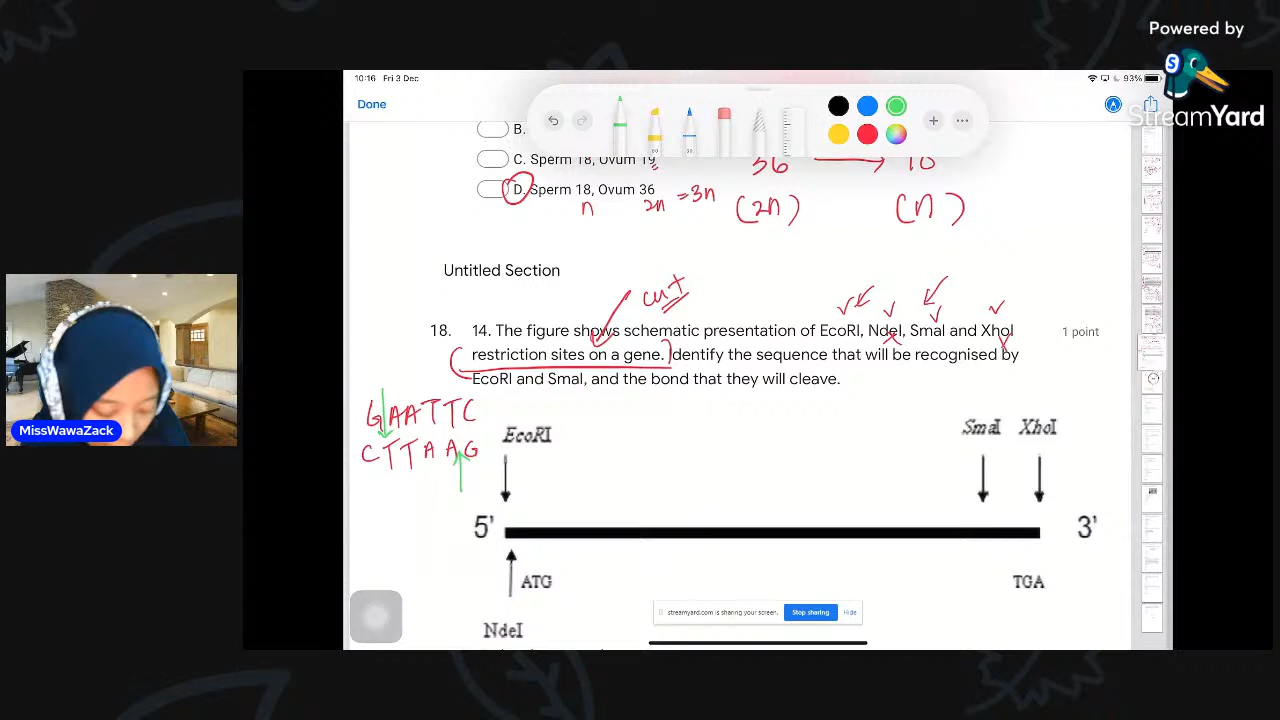 Powered by
StreamYard
10:16 Fri 3 Dec
93%
Done
B.
C. Sperm 18, Ovum 19
36
D. Sperm 18, Ovum 36
n
2n
=3n
(2n)
(n)
Untitled Section
cut
18. 14. The figure shows schematic presentation of EcoRI, NdeI, SmaI and XhoI 1 point
restriction sites on a gene. Identify the sequence that will be recognised by
EcoRI and SmaI, and the bond that they will cleave.
GAATTC
CTTAAG
MissWawaZack
EcoRI
SmaI XhoI
5' 3'
ATG
TGA
streamyard.com is sharing your screen. Stop sharing Hide
NdeI